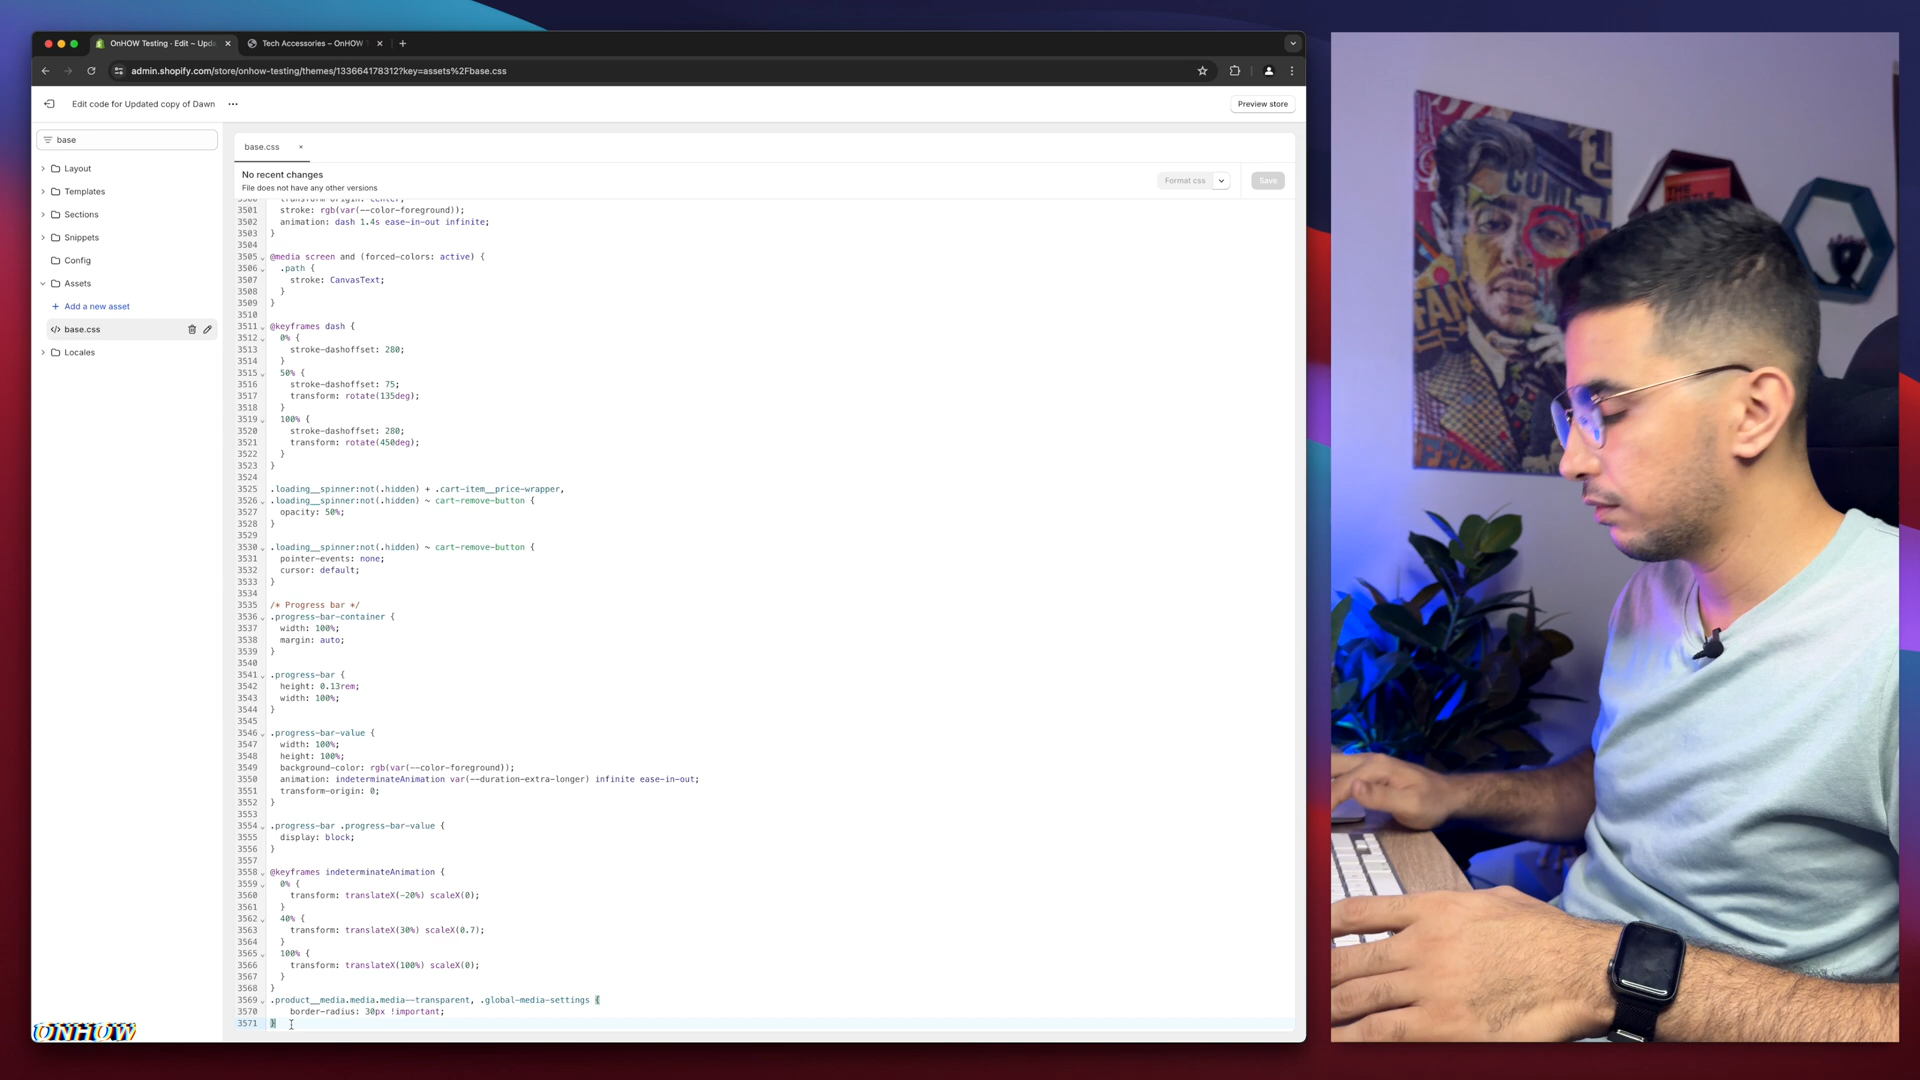 OnHOW Testing · Edit ~ Upda
Tech Accessories – OnHOW
admin.shopify.com/store/onhow-testing/themes/133664178312?key=assets%2Fbase.css
Edit code for Updated copy of Dawn
Preview store
base
Layout
Templates
Sections
Snippets
Config
Assets
Add a new asset
base.css
Locales
base.css
No recent changes
File does not have any other versions
Format css
Save
3500 transform-origin: center;
3501 stroke: rgb(var(--color-foreground));
3502 animation: dash 1.4s ease-in-out infinite;
3503 }
3504
3505 @media screen and (forced-colors: active) {
3506 .path {
3507 stroke: CanvasText;
3508 }
3509 }
3510
3511 @keyframes dash {
3512 0% {
3513 stroke-dashoffset: 280;
3514 }
3515 50% {
3516 stroke-dashoffset: 75;
3517 transform: rotate(135deg);
3518 }
3519 100% {
3520 stroke-dashoffset: 280;
3521 transform: rotate(450deg);
3522 }
3523 }
3524
3525 .loading__spinner:not(.hidden) + .cart-item__price-wrapper,
3526 .loading__spinner:not(.hidden) ~ cart-remove-button {
3527 opacity: 50%;
3528 }
3529
3530 .loading__spinner:not(.hidden) ~ cart-remove-button {
3531 pointer-events: none;
3532 cursor: default;
3533 }
3534
3535 /* Progress bar */
3536 .progress-bar-container {
3537 width: 100%;
3538 margin: auto;
3539 }
3540
3541 .progress-bar {
3542 height: 0.13rem;
3543 width: 100%;
3544 }
3545
3546 .progress-bar-value {
3547 width: 100%;
3548 height: 100%;
3549 background-color: rgb(var(--color-foreground));
3550 animation: indeterminateAnimation var(--duration-extra-longer) infinite ease-in-out;
3551 transform-origin: 0;
3552 }
3553
3554 .progress-bar .progress-bar-value {
3555 display: block;
3556 }
3557
3558 @keyframes indeterminateAnimation {
3559 0% {
3560 transform: translateX(-20%) scaleX(0);
3561 }
3562 40% {
3563 transform: translateX(30%) scaleX(0.7);
3564 }
3565 100% {
3566 transform: translateX(100%) scaleX(0);
3567 }
3568 }
3569 .product__media.media.media--transparent, .global-media-settings {
3570 border-radius: 30px !important;
3571 }
ONHOW
COME
FAN
THE